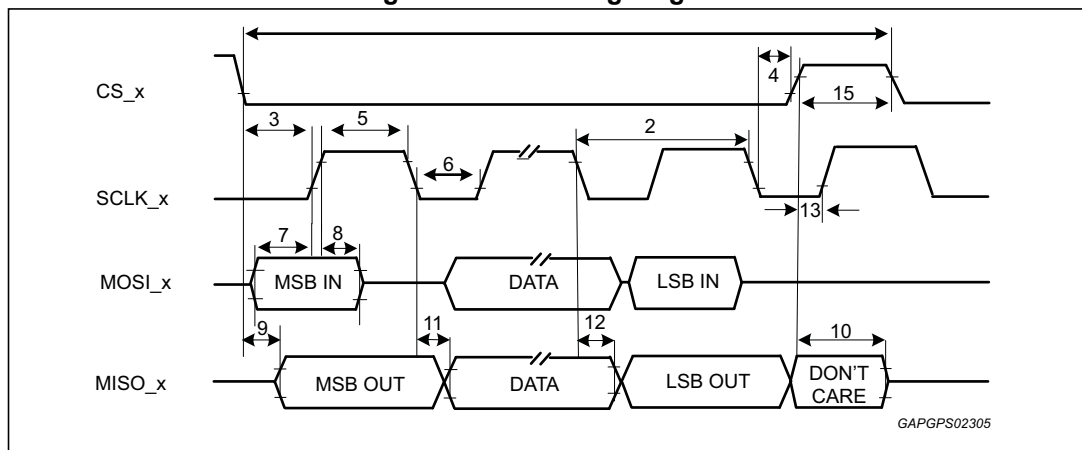 CS_x
4
15
3
5
2
6
SCLK_x
13
7
8
MOSI_x
MSB IN
DATA
LSB IN
9
11
12
10
MISO_x
MSB OUT
DATA
LSB OUT
DON'T
CARE
GAPGPS02305